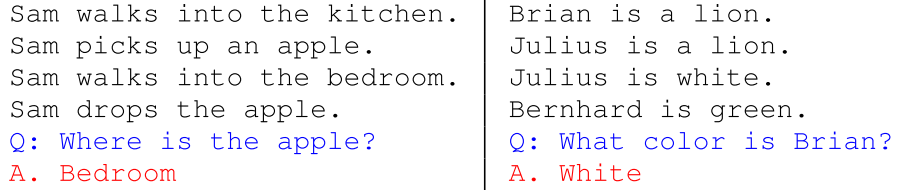 Sam walks into the kitchen.
Sam picks up an apple.
Sam walks into the bedroom.
Sam drops the apple.
Q: Where is the apple?
A. Bedroom
Brian is a lion.
Julius is a lion.
Julius is white.
Bernhard is green.
Q: What color is Brian?
A. White